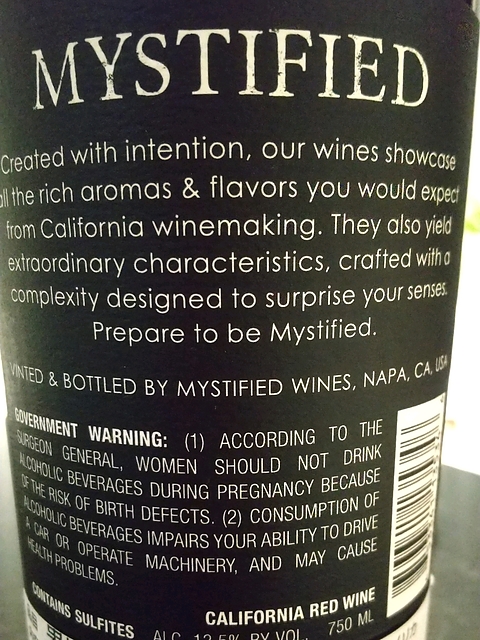 MYSTIFIED
Created with intention, our wines showcase
all the rich aromas & flavors you would expect
from California winemaking. They also yield
extraordinary characteristics, crafted with a
complexity designed to surprise your senses.
Prepare to be Mystified.
VINTED & BOTTLED BY MYSTIFIED WINES, NAPA, CA, USA
GOVERNMENT WARNING: (1) ACCORDING TO THE
SURGEON GENERAL, WOMEN SHOULD NOT DRINK
ALCOHOLIC BEVERAGES DURING PREGNANCY BECAUSE
OF THE RISK OF BIRTH DEFECTS. (2) CONSUMPTION OF
ALCOHOLIC BEVERAGES IMPAIRS YOUR ABILITY TO DRIVE
A CAR OR OPERATE MACHINERY, AND MAY CAUSE
HEALTH PROBLEMS.
CONTAINS SULFITES
CALIFORNIA RED WINE
ALC. 13.5% BY VOL. 750 ML